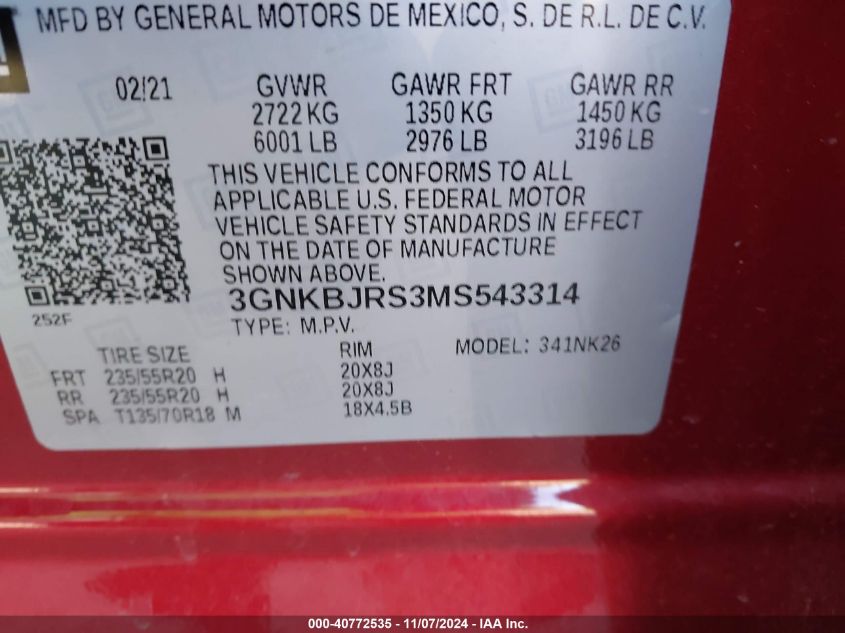 MFD BY GENERAL MOTORS DE MEXICO, S. DE R.L. DE C.V.
02/21 GVWR GAWR FRT GAWR RR
2722 KG 1350 KG 1450 KG
6001 LB 2976 LB 3196 LB
THIS VEHICLE CONFORMS TO ALL
APPLICABLE U.S. FEDERAL MOTOR
VEHICLE SAFETY STANDARDS IN EFFECT
ON THE DATE OF MANUFACTURE
SHOWN ABOVE.
3GNKBJRS3MS543314
252F
TYPE: M.P.V.
TIRE SIZE RIM MODEL: 341NK26
FRT 235/55R20 H 20X8J
RR 235/55R20 H 20X8J
SPA T135/70R18 M 18X4.5B
000-40772535 - 11/07/2024 - IAA Inc.